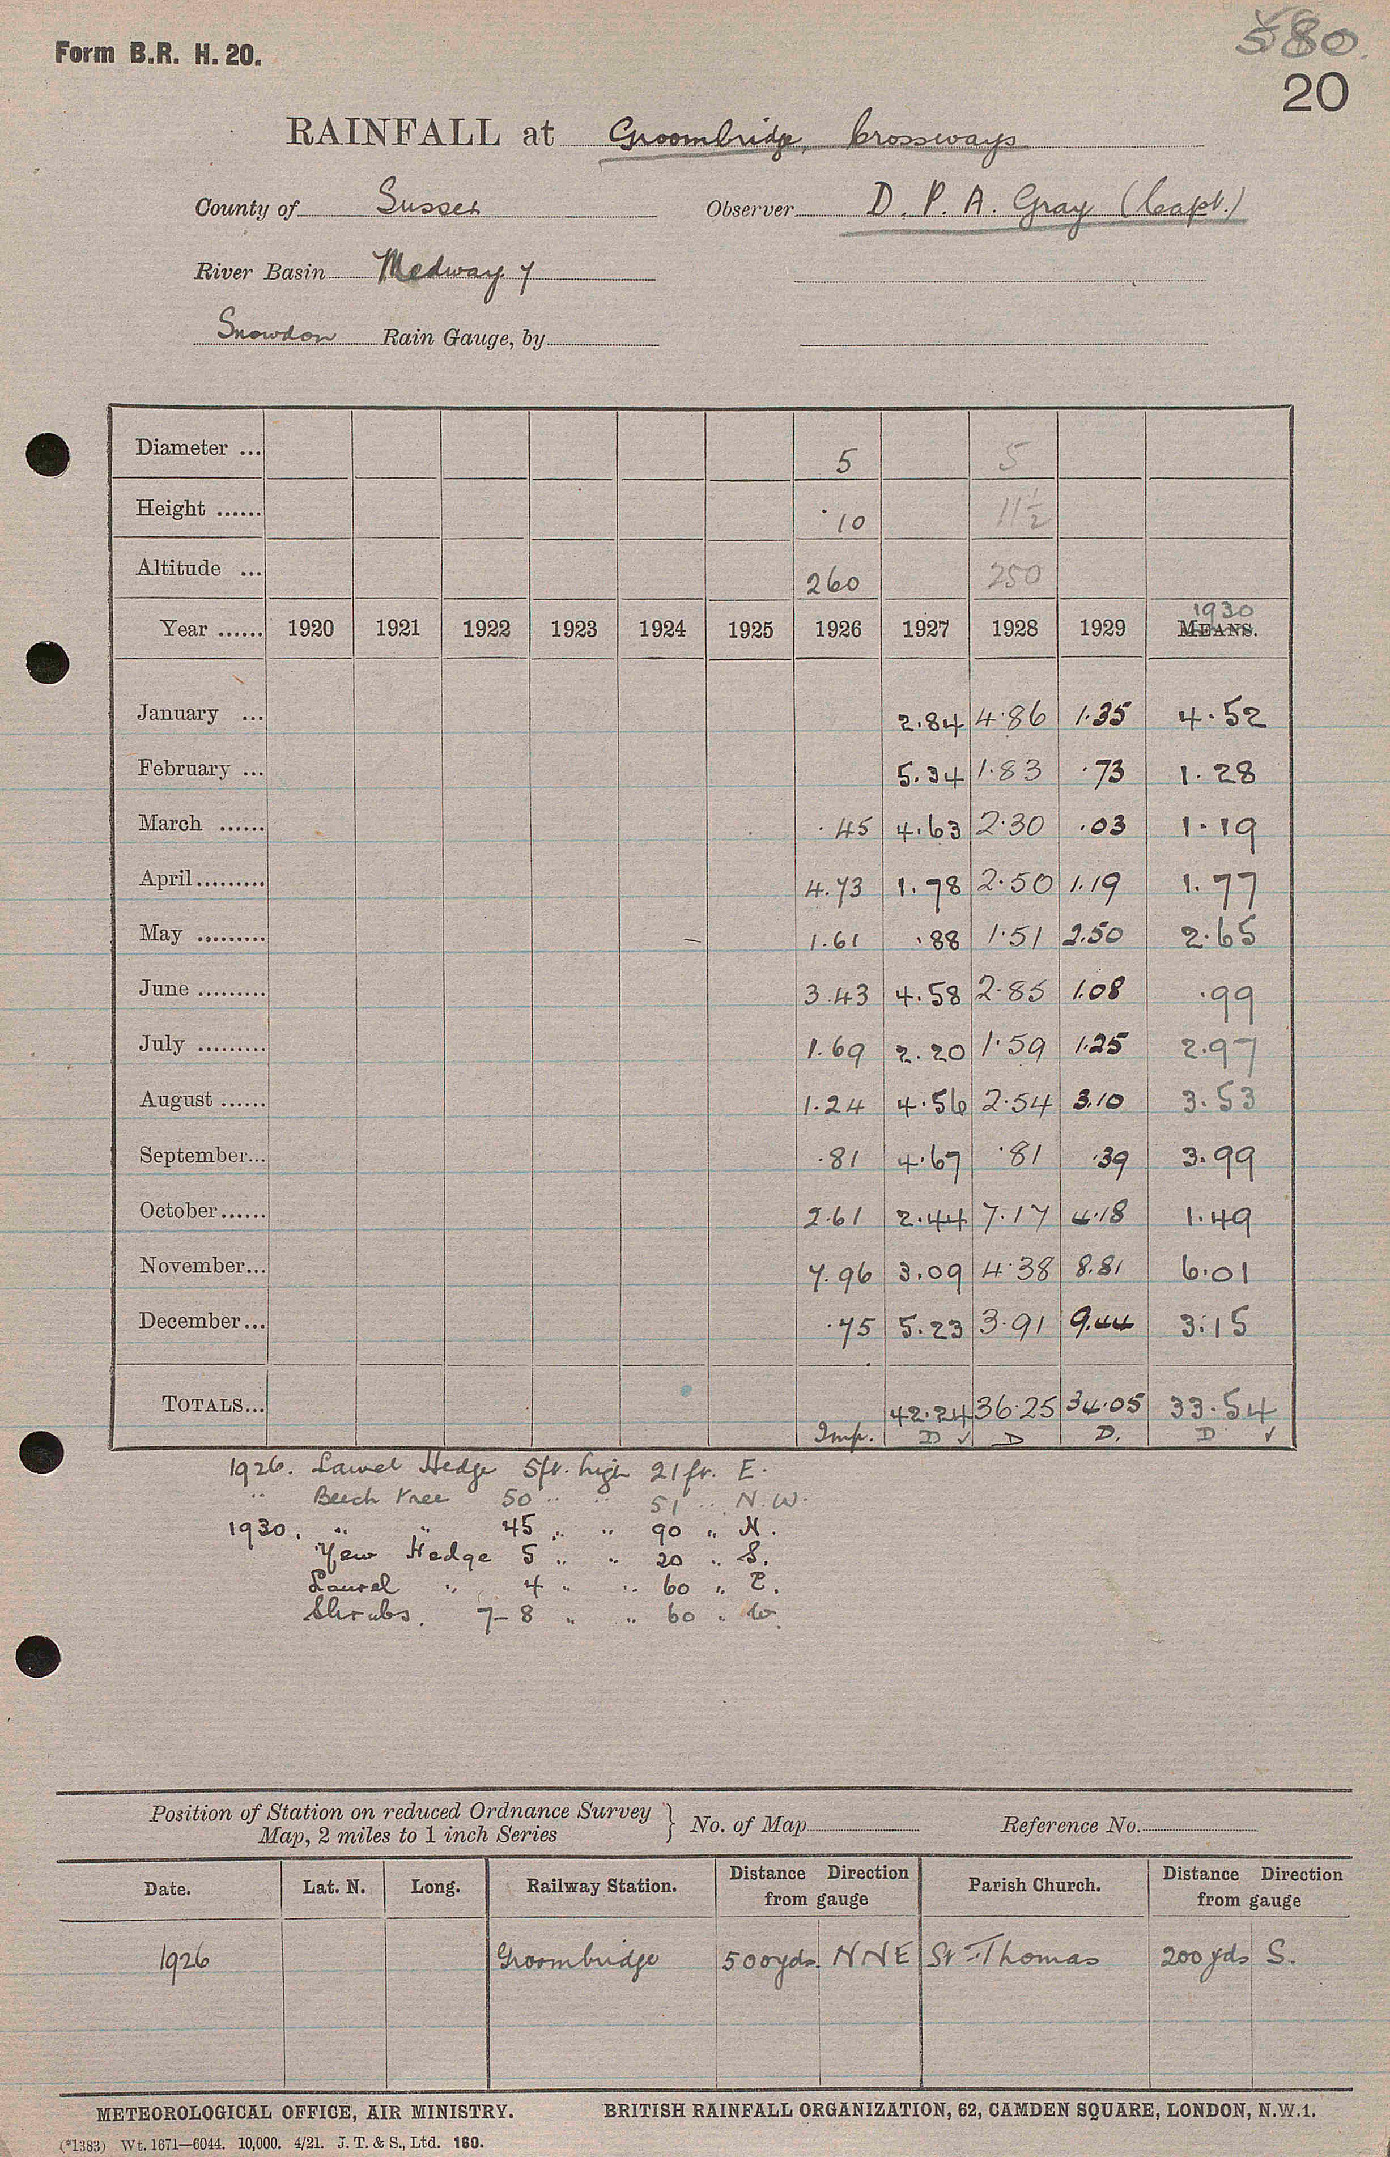 Form B.R. H. 20.
580.
20
RAINFALL at Groombridge, Crossways
County of Sussex Observer D. P. A. Gray (Capt.)
River Basin Medway 7
Snowdon Rain Gauge, by
Diameter ... 5 5
Height ...... ·10 11½
Altitude ... 260 250
1930
Year ...... 1920 1921 1922 1923 1924 1925 1926 1927 1928 1929 MEANS.
January ... 2.84 4.86 1.35 4.52
February ... 5.34 1.83 .73 1.28
March ...... .45 4.63 2.30 .03 1.19
April ......... 4.73 1.78 2.50 1.19 1.77
May ......... 1.61 .88 1.51 2.50 2.65
June ......... 3.43 4.58 2.85 1.08 .99
July ......... 1.69 2.20 1.59 1.25 2.97
August ...... 1.24 4.56 2.54 3.10 3.53
September... .81 4.67 .81 .39 3.99
October...... 2.61 2.44 7.17 4.18 1.49
November... 7.96 3.09 4.38 8.81 6.01
December... .75 5.23 3.91 9.44 3.15
TOTALS... 42.24 36.25 34.05 33.54
Imp. D ✓ D D. D ✓
1926. Laurel Hedge 5ft. high 21 ft. E.
" Beech tree 50 " " 51 " N.W.
1930. " " 45 " " 90 " N.
Yew Hedge 5 " " 20 " S.
Laurel " 4 " " 60 " E.
Shrubs. 7-8 " " 60 " W.
Position of Station on reduced Ordnance Survey
Map, 2 miles to 1 inch Series } No. of Map Reference No.
Date. Lat. N. Long. Railway Station. Distance Direction from gauge Parish Church. Distance Direction from gauge
1926 Groombridge 500yds. NNE St Thomas 200 yds S.
METEOROLOGICAL OFFICE, AIR MINISTRY. BRITISH RAINFALL ORGANIZATION, 62, CAMDEN SQUARE, LONDON, N.W.1.
(*1383) Wt. 1671—6044. 10,000. 4/21. J. T. & S., Ltd. 160.